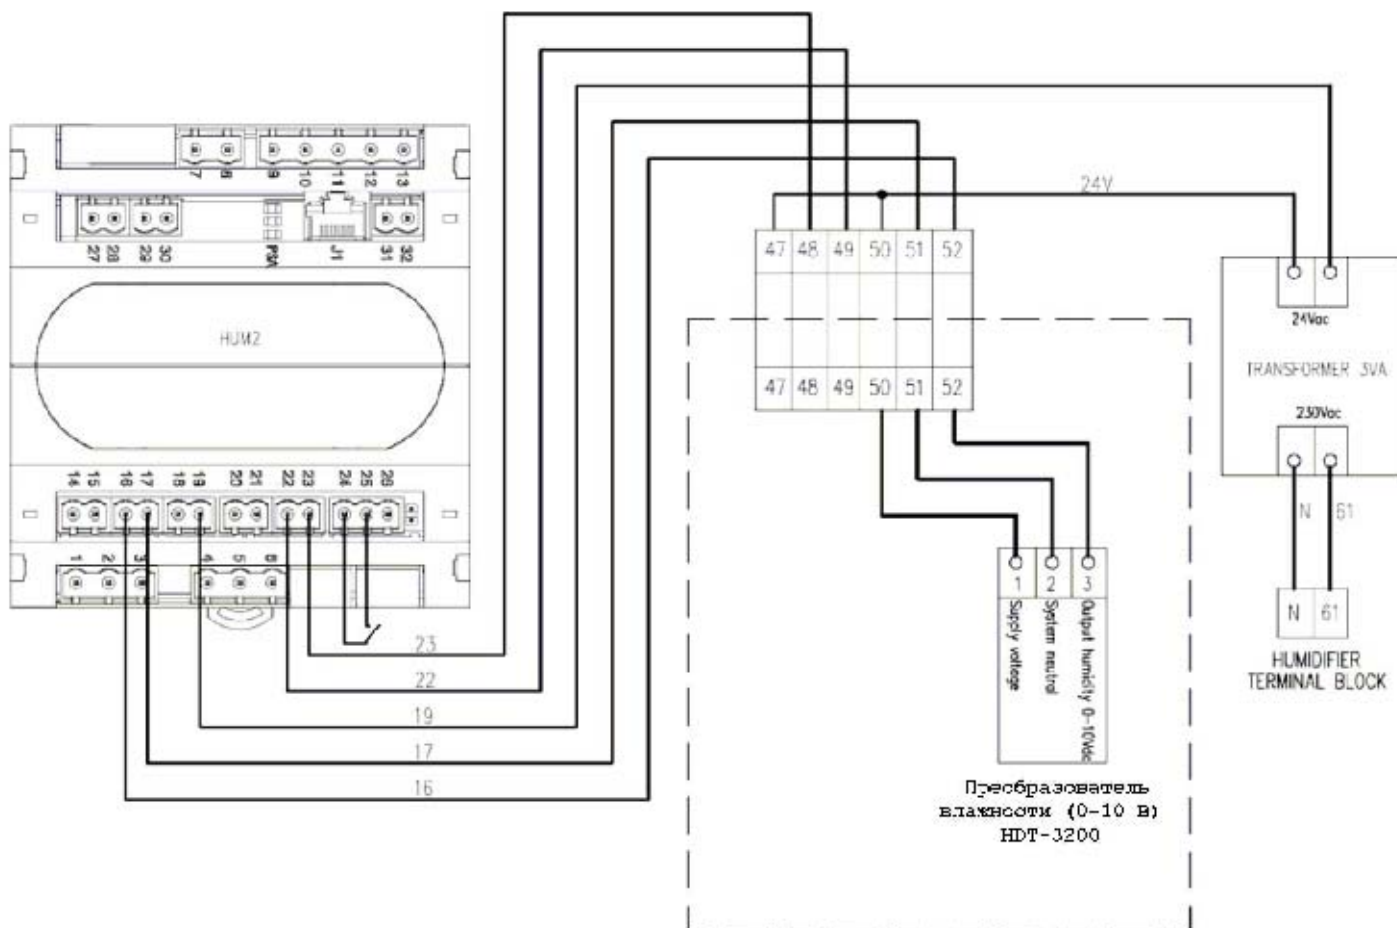 7 8 9 10 11 12 13
27 28 29 30 J1 31 32
HUM2
14 15 16 17 18 19 20 21 22 23 24 25 26
1 2 3 4 5 6
23
22
19
17
16
24V
47 48 49 50 51 52
47 48 49 50 51 52
24Vac
TRANSFORMER 3VA
230Vac
N 61
N 61
HUMIDIFIER
TERMINAL BLOCK
1 2 3
Supply voltage
System neutral
Output humidity 0-10Vdc
Преобразователь
влажности (0-10 В)
HDT-3200